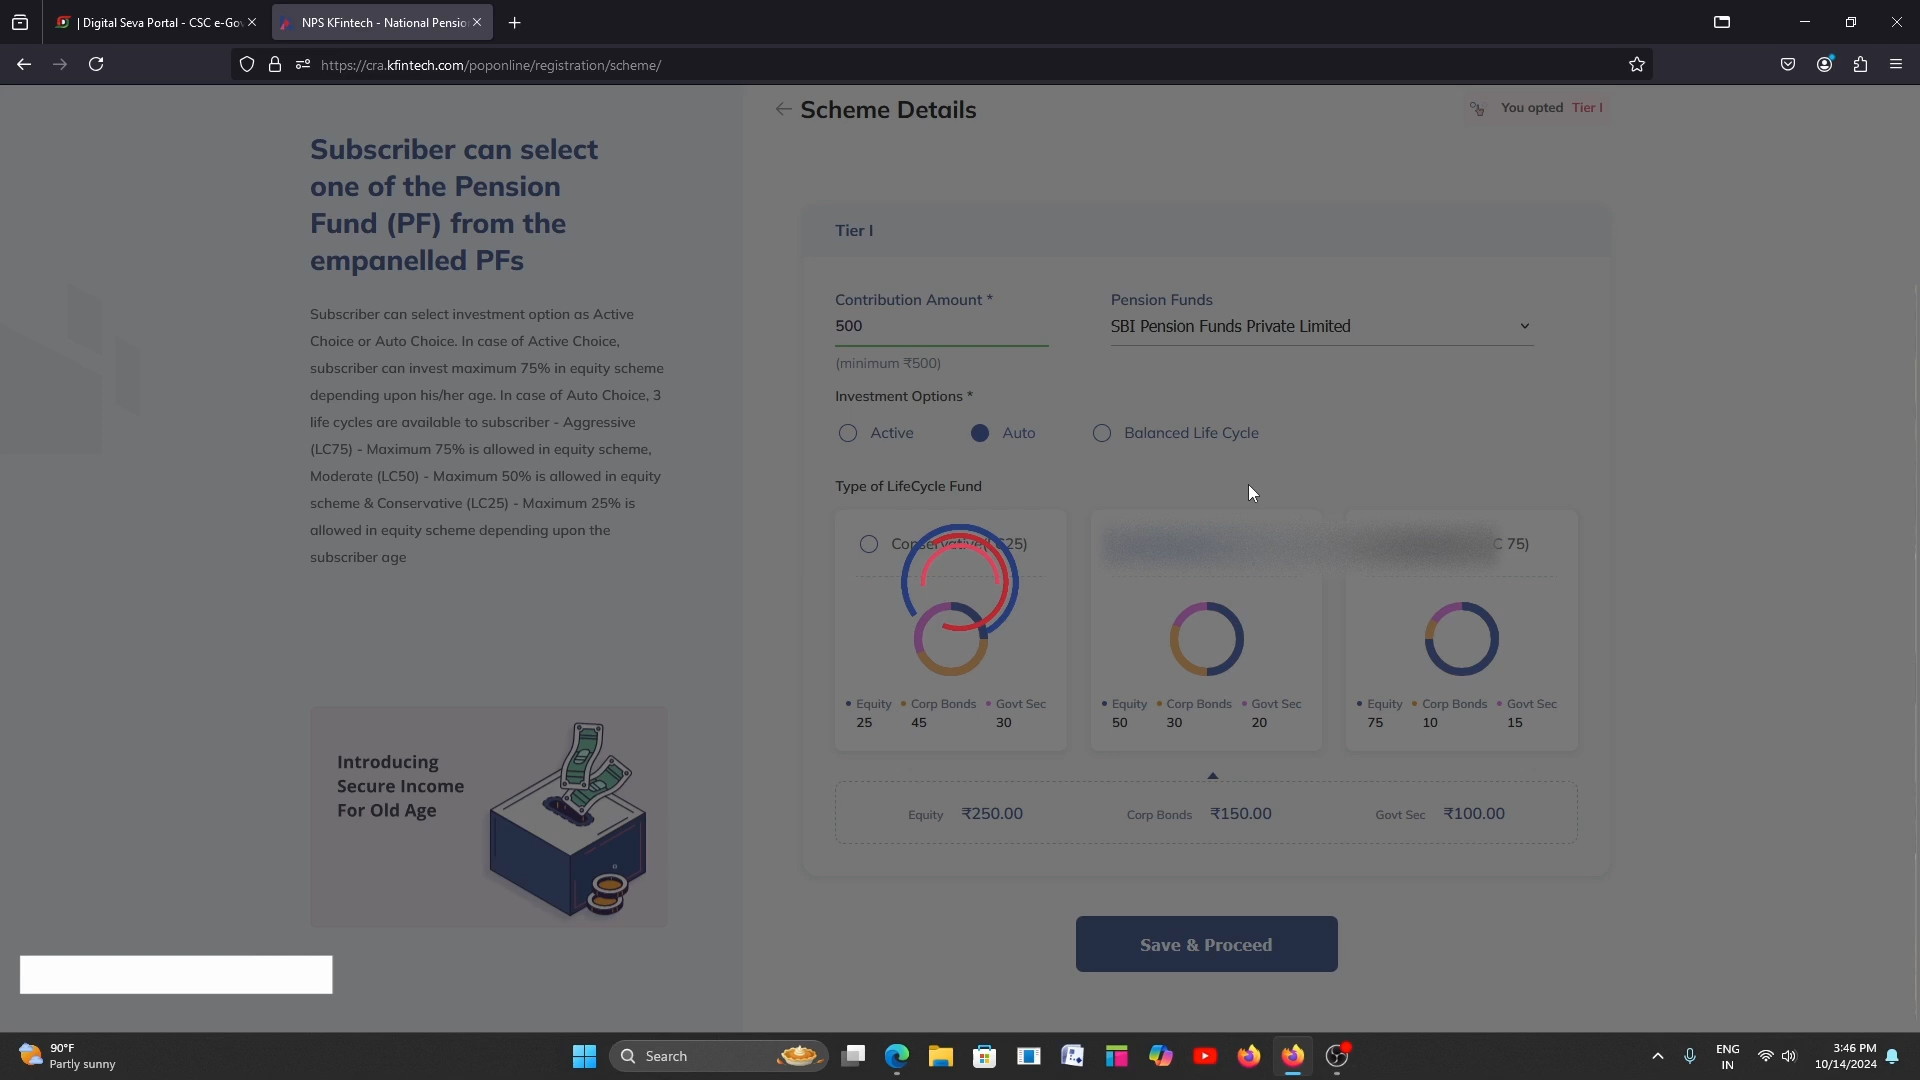 | Digital Seva Portal - CSC e-Gov
NPS KFintech - National Pensio
https://cra.kfintech.com/poponline/registration/scheme/
Subscriber can select
one of the Pension
Fund (PF) from the
empanelled PFs
Subscriber can select investment option as Active
Choice or Auto Choice. In case of Active Choice,
subscriber can invest maximum 75% in equity scheme
depending upon his/her age. In case of Auto Choice, 3
life cycles are available to subscriber - Aggressive
(LC75) - Maximum 75% is allowed in equity scheme,
Moderate (LC50) - Maximum 50% is allowed in equity
scheme & Conservative (LC25) - Maximum 25% is
allowed in equity scheme depending upon the
subscriber age
Introducing
Secure Income
For Old Age
Scheme Details
You opted Tier I
Tier I
Contribution Amount *
500
(minimum ₹500)
Pension Funds
SBI Pension Funds Private Limited
Investment Options *
Active Auto Balanced Life Cycle
Type of LifeCycle Fund
Conservative(LC25)
C 75)
Equity Corp Bonds Govt Sec
25 45 30
Equity Corp Bonds Govt Sec
50 30 20
Equity Corp Bonds Govt Sec
75 10 15
Equity ₹250.00 Corp Bonds ₹150.00 Govt Sec ₹100.00
Save & Proceed
90°F
Partly sunny
Search
ENG
IN
3:46 PM
10/14/2024